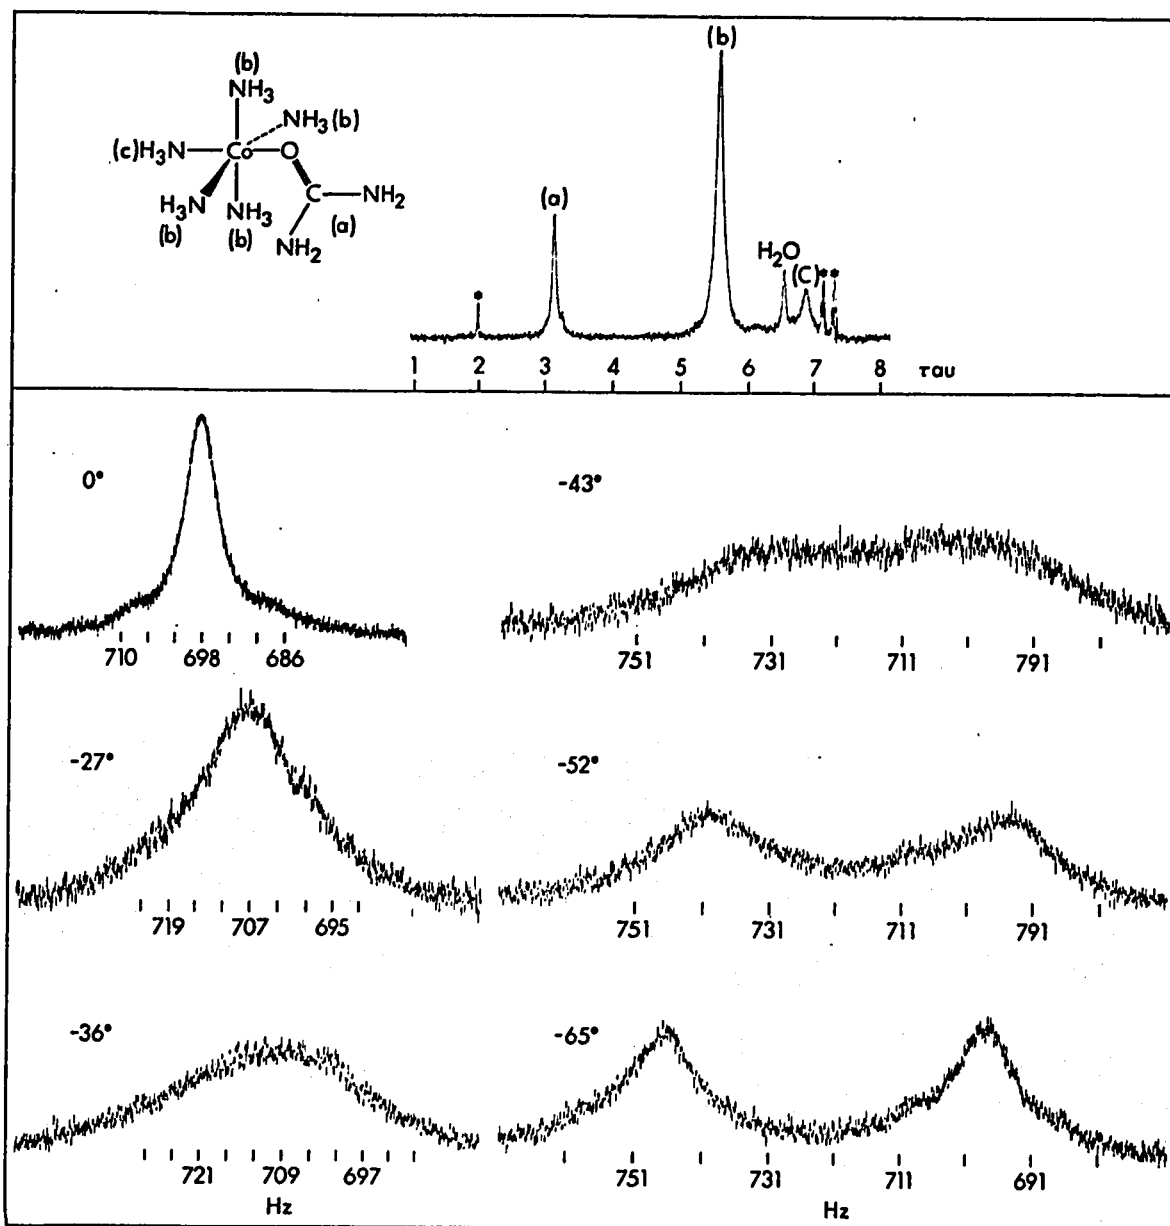 (b)
NH3
NH3 (b)
(c)H3N Co O
H3N
(b)
NH3
(b)
C NH2
(a)
NH2
(a)
(b)
H2O
(C)
*
* *
1 2 3 4 5 6 7 8 τau
0°
710 698 686
-43°
751 731 711 791
-27°
719 707 695
-52°
751 731 711 791
-36°
721 709 697
Hz
-65°
751 731 711 691
Hz